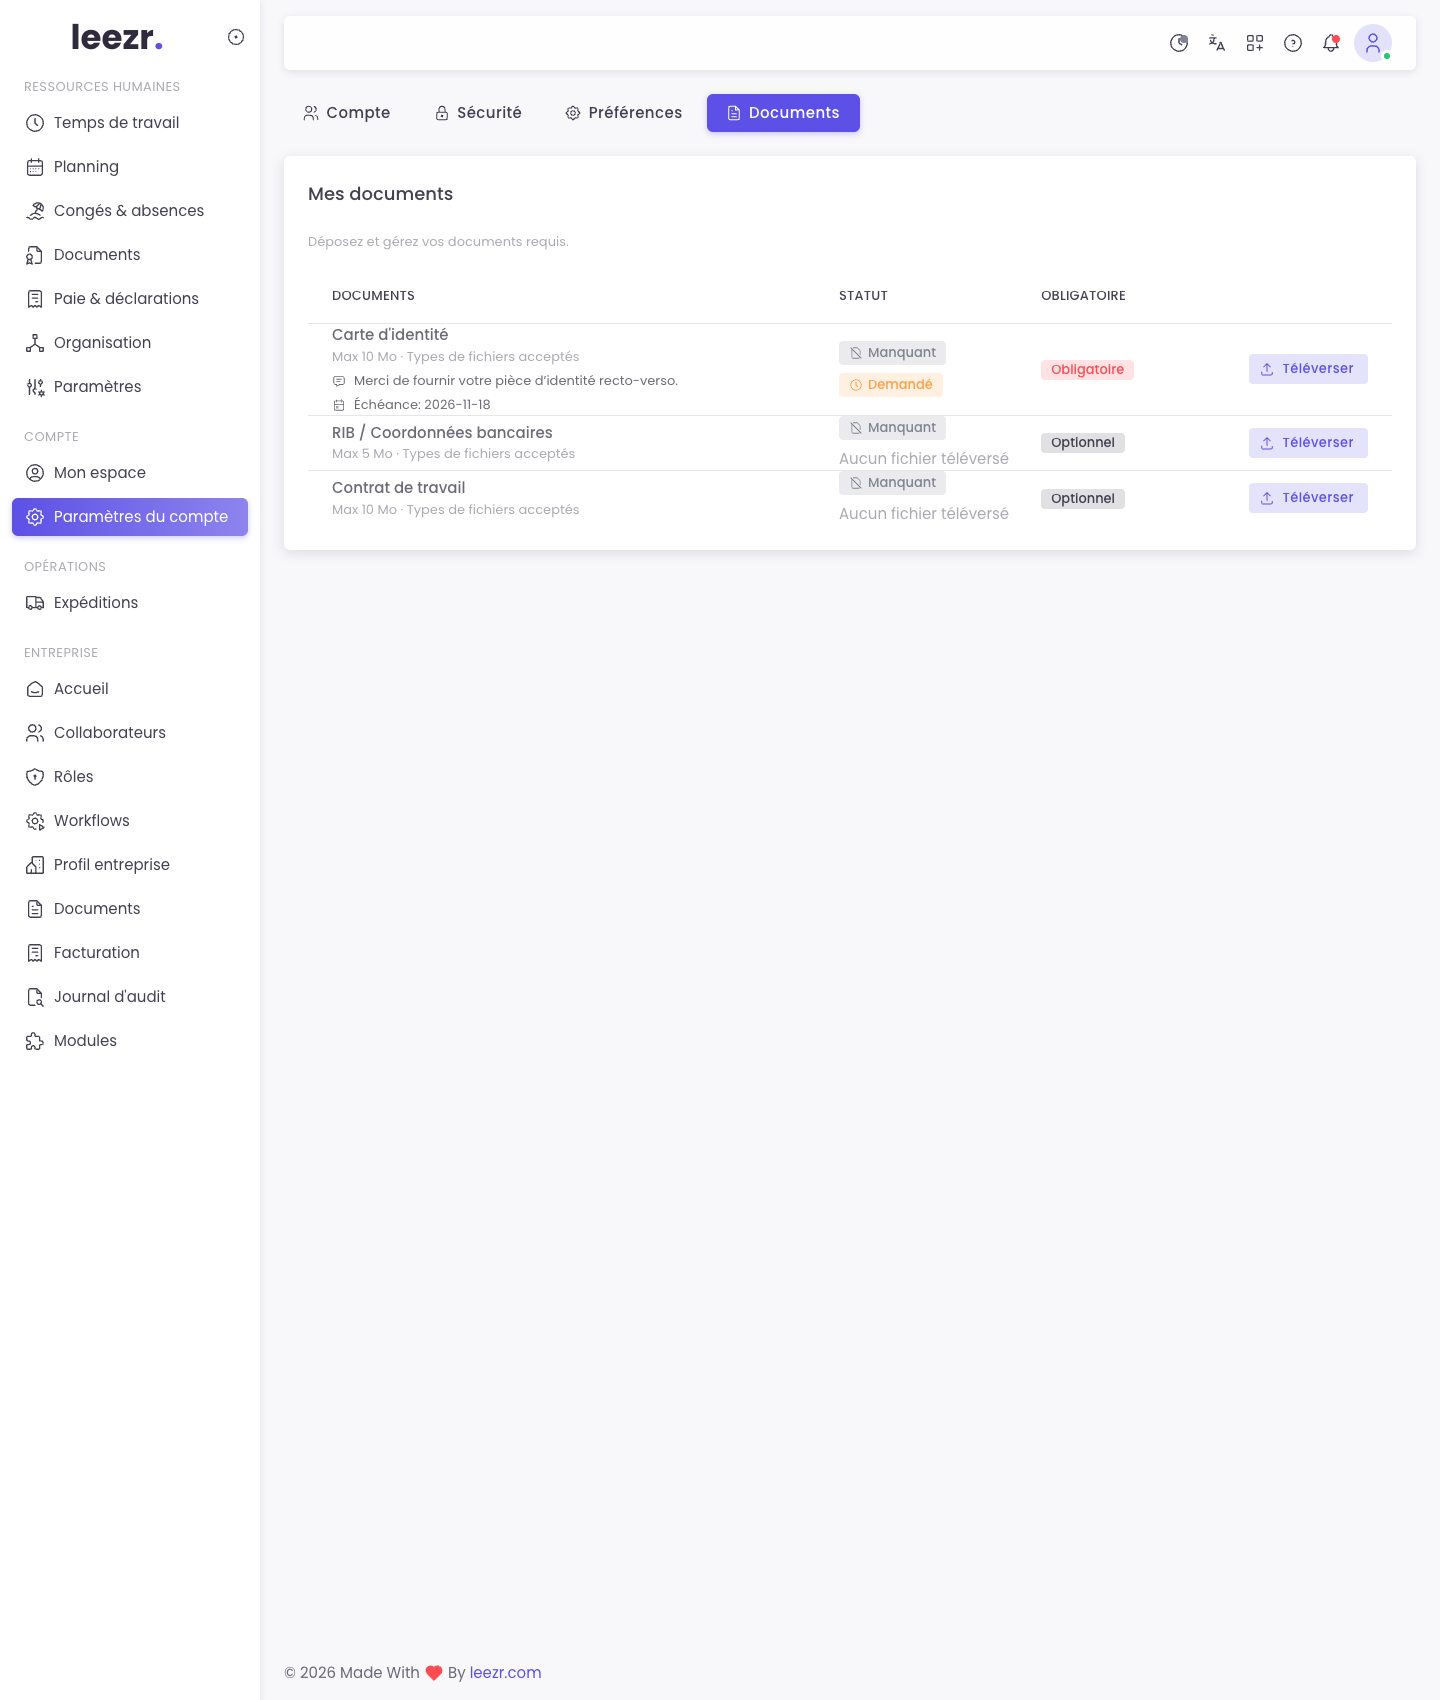 leezr.
RESSOURCES HUMAINES
Temps de travail
Planning
Congés & absences
Documents
Paie & déclarations
Organisation
Paramètres
COMPTE
Mon espace
Paramètres du compte
OPÉRATIONS
Expéditions
ENTREPRISE
Accueil
Collaborateurs
Rôles
Workflows
Profil entreprise
Documents
Facturation
Journal d'audit
Modules
Compte
Sécurité
Préférences
Documents
Mes documents
Déposez et gérez vos documents requis.
DOCUMENTS STATUT OBLIGATOIRE
Carte d'identité
Max 10 Mo · Types de fichiers acceptés
Merci de fournir votre pièce d’identité recto-verso.
Échéance: 2026-11-18
Manquant
Demandé
Obligatoire
Téléverser
RIB / Coordonnées bancaires
Max 5 Mo · Types de fichiers acceptés
Manquant
Aucun fichier téléversé
Optionnel
Téléverser
Contrat de travail
Max 10 Mo · Types de fichiers acceptés
Manquant
Aucun fichier téléversé
Optionnel
Téléverser
© 2026 Made With By leezr.com